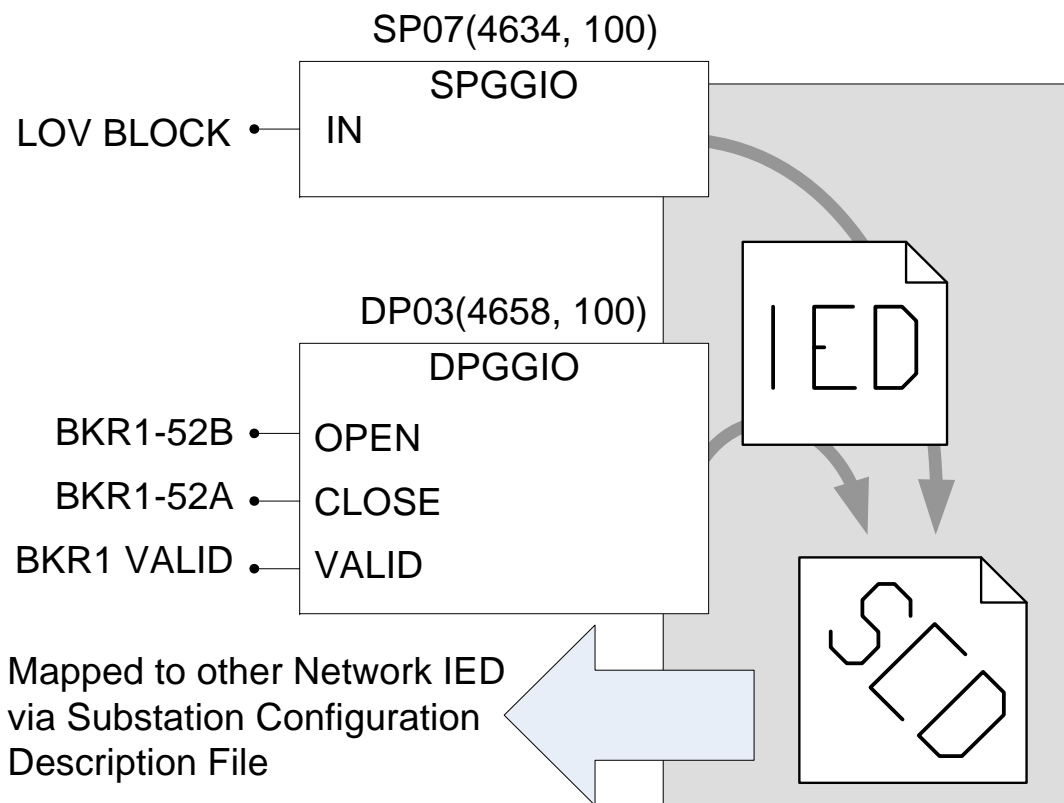 SP07(4634, 100)
SPGGIO
LOV BLOCK
IN
IED
DP03(4658, 100)
DPGGIO
BKR1-52B
OPEN
BKR1-52A
CLOSE
BKR1 VALID
VALID
SCD
Mapped to other Network IED
via Substation Configuration
Description File